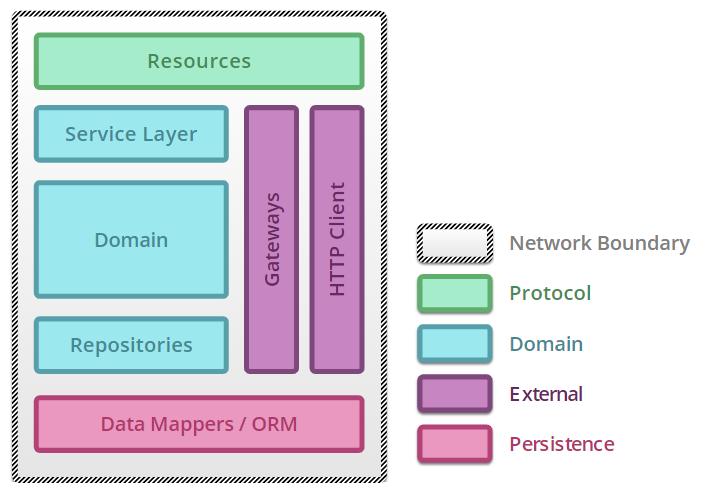 Resources
Service Layer
Domain
Repositories
Gateways
HTTP Client
Data Mappers / ORM
Network Boundary
Protocol
Domain
External
Persistence